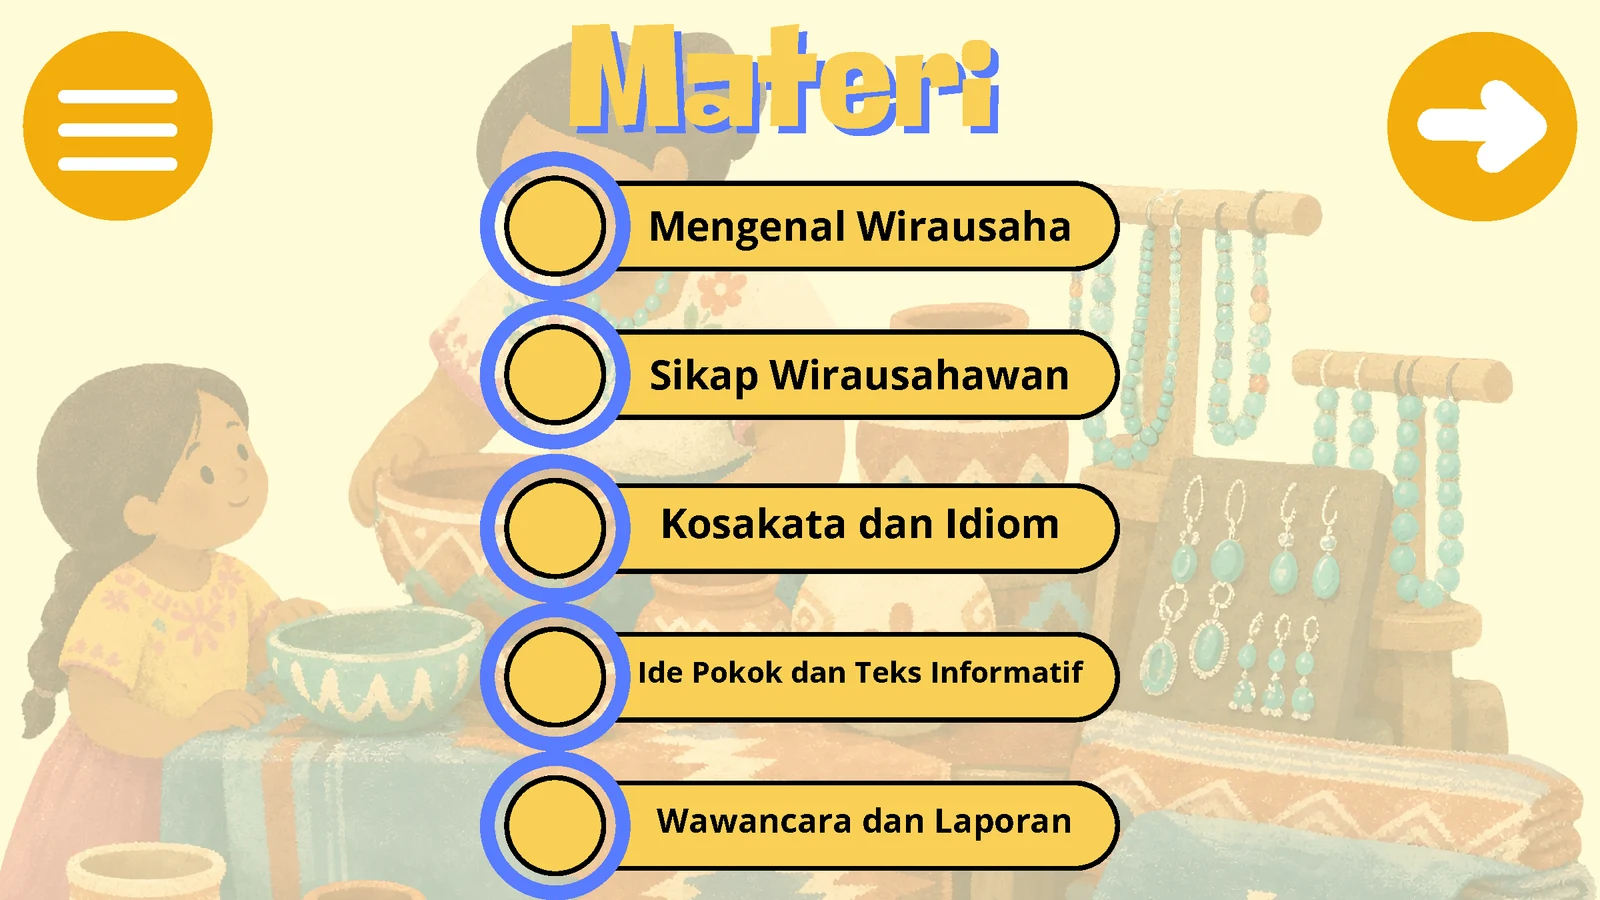 Materi
Mengenal Wirausaha
Sikap Wirausahawan
Kosakata dan Idiom
Ide Pokok dan Teks Informatif
Wawancara dan Laporan